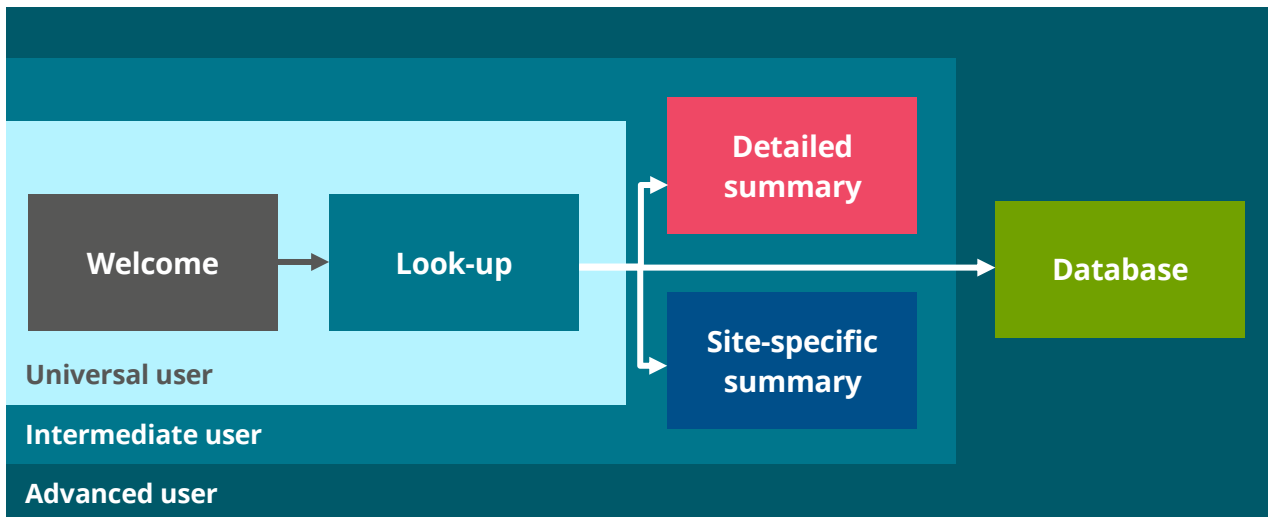 Detailed
summary
Welcome
Look-up
Database
Site-specific
summary
Universal user
Intermediate user
Advanced user